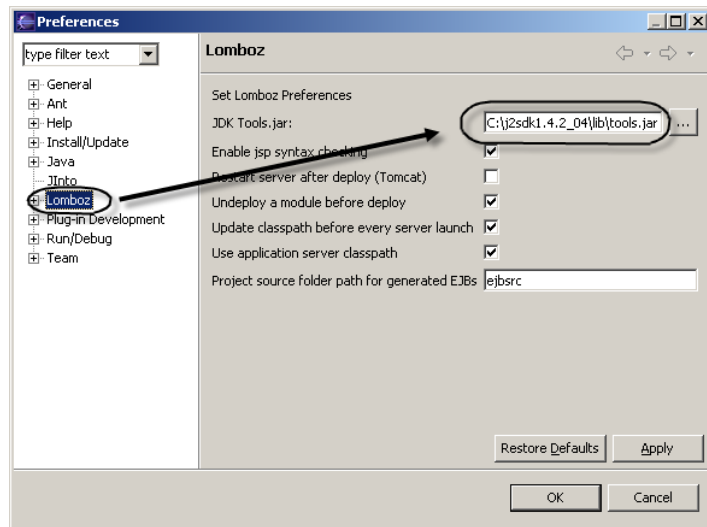 Preferences
type filter text
General
Ant
Help
Install/Update
Java
JInto
Lomboz
Plug-in Development
Run/Debug
Team
Lomboz
Set Lomboz Preferences
JDK Tools.jar: C:\j2sdk1.4.2_04\lib\tools.jar ...
Enable jsp syntax checking
Restart server after deploy (Tomcat)
Undeploy a module before deploy
Update classpath before every server launch
Use application server classpath
Project source folder path for generated EJBs ejbsrc
Restore Defaults Apply
OK Cancel